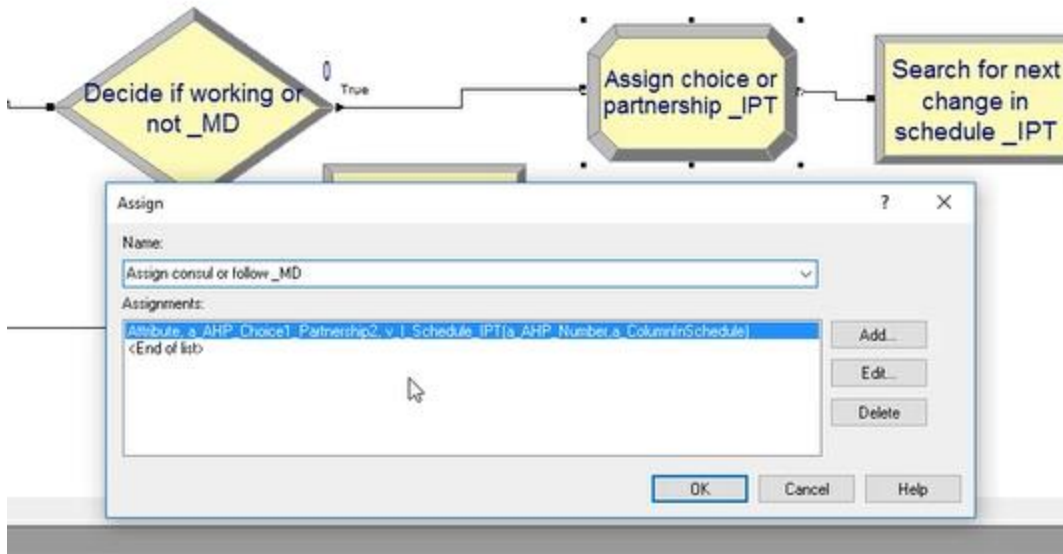 Decide if working or
not _MD
0
True
Assign choice or
partnership _IPT
Search for next
change in
schedule _IPT
Assign
?
Name:
Assign consul or follow _MD
Assignments:
Attribute, a_AHP_Choice1_Partnership2, v_I_Schedule_IPT(a_AHP_Number,a_ColumnInSchedule)
<End of list>
Add...
Edit...
Delete
OK
Cancel
Help